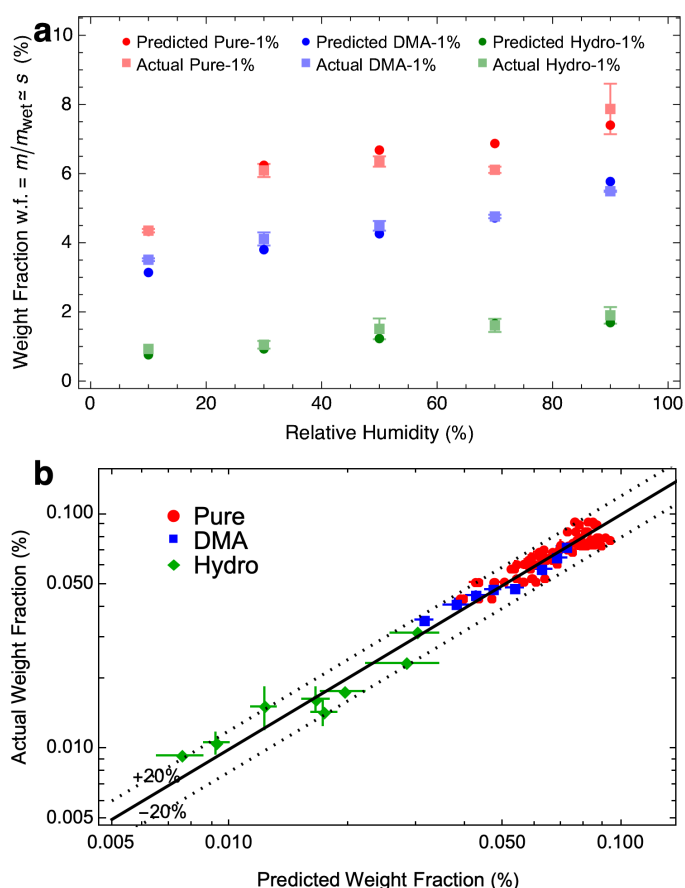 a
Predicted Pure-1% Predicted DMA-1% Predicted Hydro-1%
Actual Pure-1% Actual DMA-1% Actual Hydro-1%
Weight Fraction w.f. = m/m_wet ≃ s (%)
10
8
6
4
2
0
0 20 40 60 80 100
Relative Humidity (%)
b
Pure
DMA
Hydro
Actual Weight Fraction (%)
0.100
0.050
0.010
0.005
+20%
−20%
0.005 0.010 0.050 0.100
Predicted Weight Fraction (%)